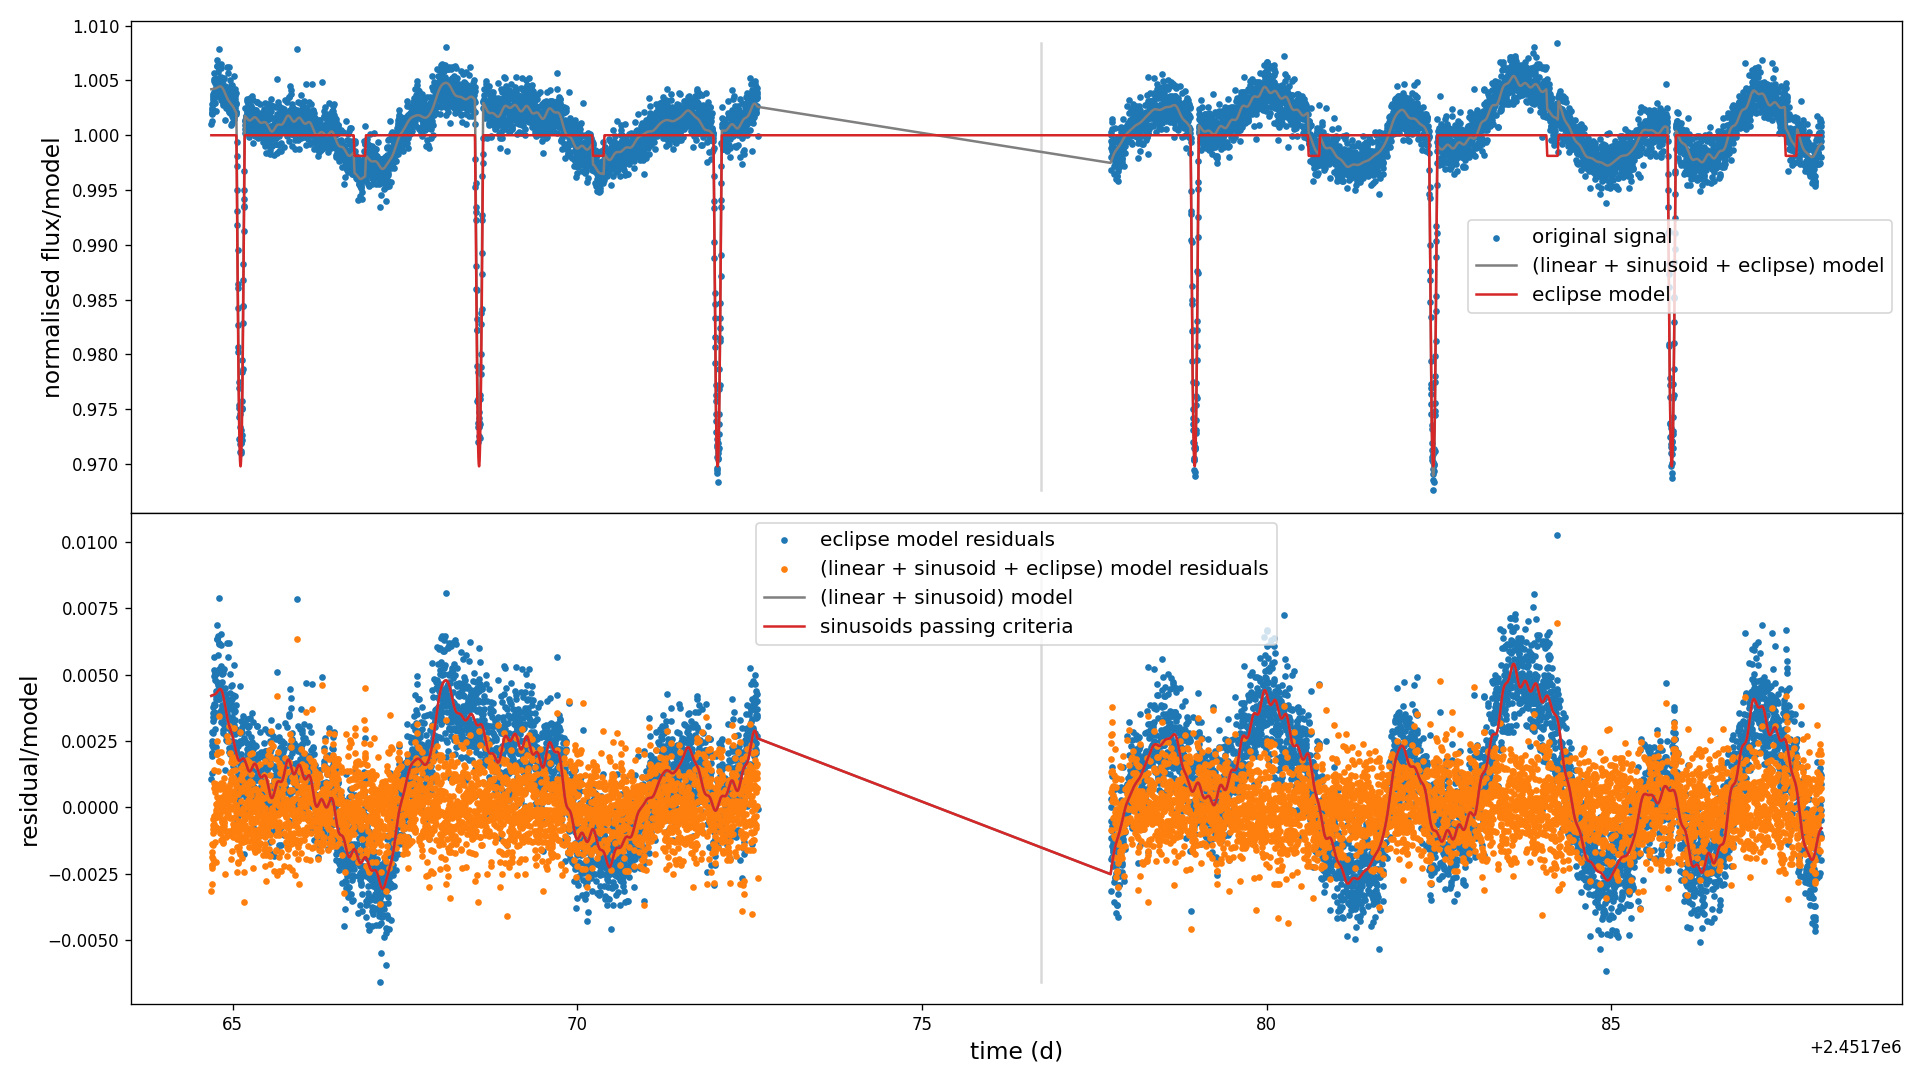 1.010
1.005
1.000
0.995
0.990
0.985
0.980
0.975
0.970
normalised flux/model
original signal
(linear + sinusoid + eclipse) model
eclipse model
0.0100
0.0075
0.0050
0.0025
0.0000
−0.0025
−0.0050
residual/model
eclipse model residuals
(linear + sinusoid + eclipse) model residuals
(linear + sinusoid) model
sinusoids passing criteria
65 70 75 80 85
time (d)
+2.4517e6